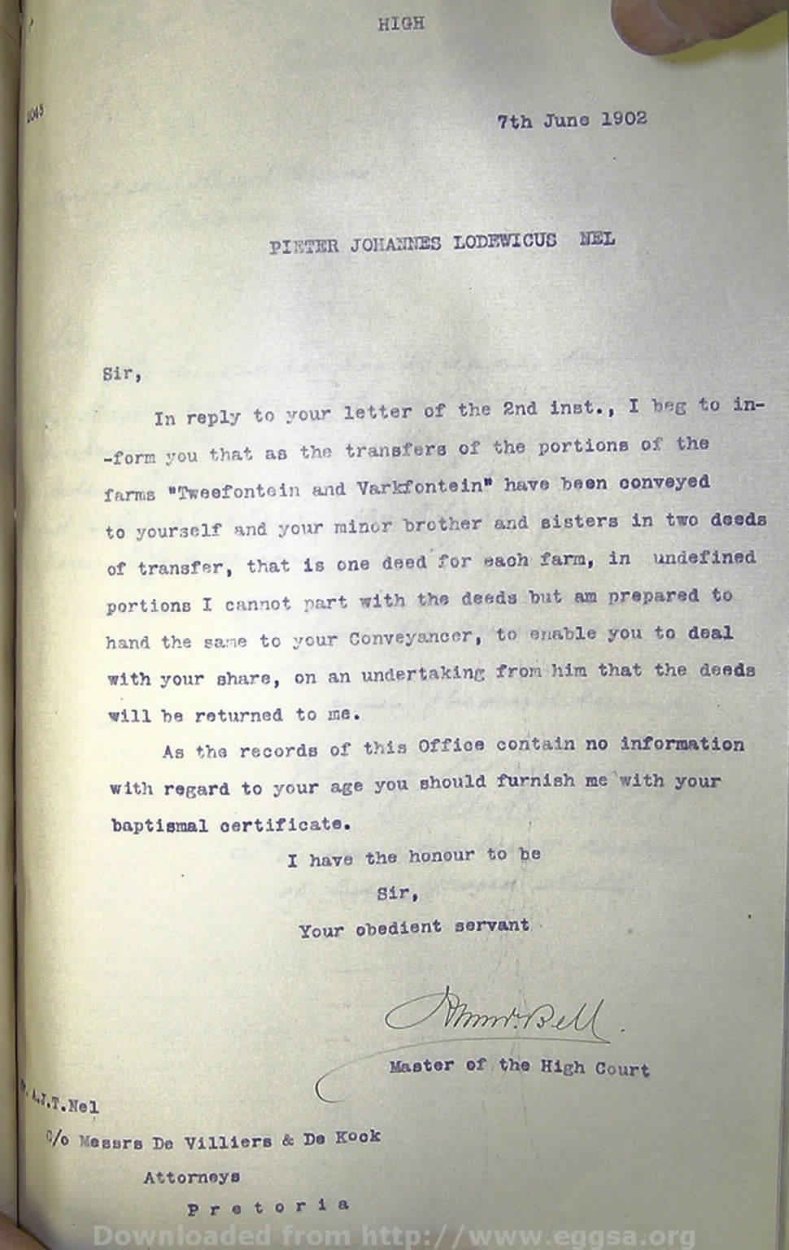 HIGH
7th June 1902
PIETER JOHANNES LODEWICUS NEL
Sir,
In reply to your letter of the 2nd inst., I beg to in-
-form you that as the transfers of the portions of the
farms "Tweefontein and Varkfontein" have been conveyed
to yourself and your minor brother and sisters in two deeds
of transfer, that is one deed for each farm, in undefined
portions I cannot part with the deeds but am prepared to
hand the same to your Conveyancer, to enable you to deal
with your share, on an undertaking from him that the deeds
will be returned to me.
As the records of this Office contain no information
with regard to your age you should furnish me with your
baptismal certificate.
I have the honour to be
Sir,
Your obedient servant
Bell.
Master of the High Court
A.J.T.Nel
C/o Messrs De Villiers & De Kook
Attorneys
Pretoria
Downloaded from http://www.eggsa.org